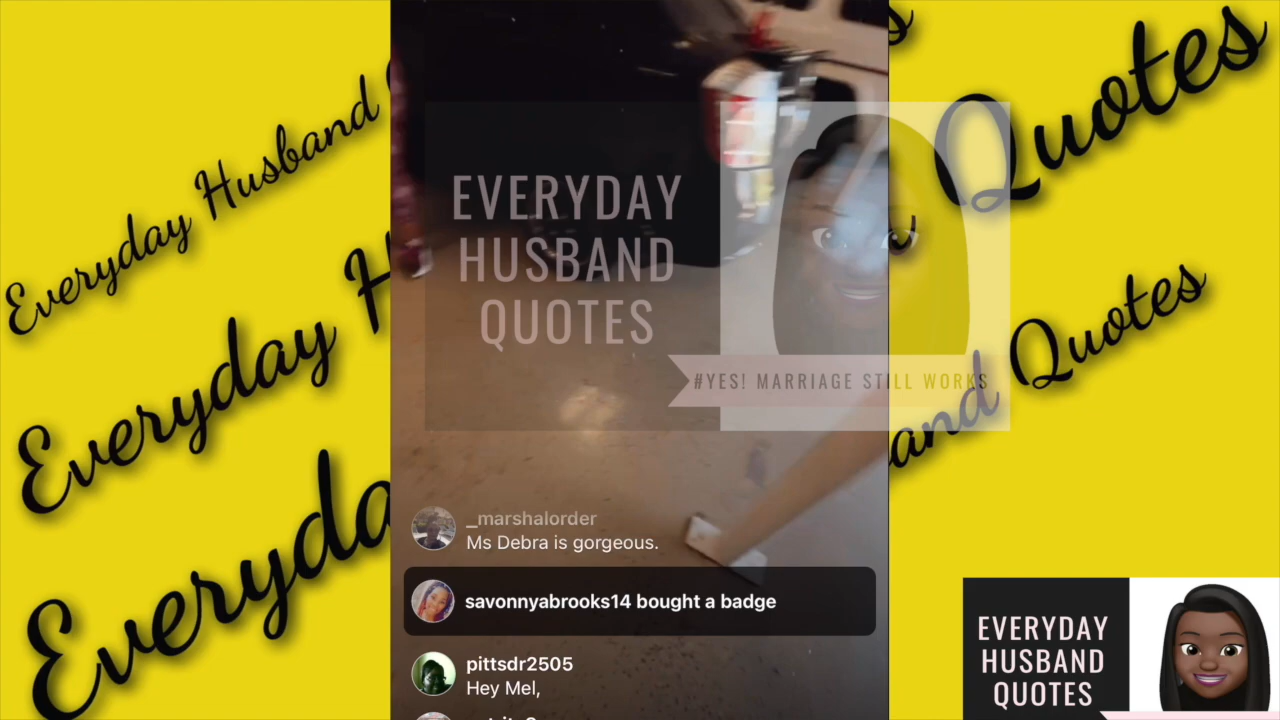 Everyday Husband
Everyday H
Everyda
Quotes
Quotes
and
EVERYDAY
HUSBAND
QUOTES
#YES! MARRIAGE STILL WORKS
_marshalorder
Ms Debra is gorgeous.
savonnyabrooks14 bought a badge
pittsdr2505
Hey Mel,
EVERYDAY
HUSBAND
QUOTES